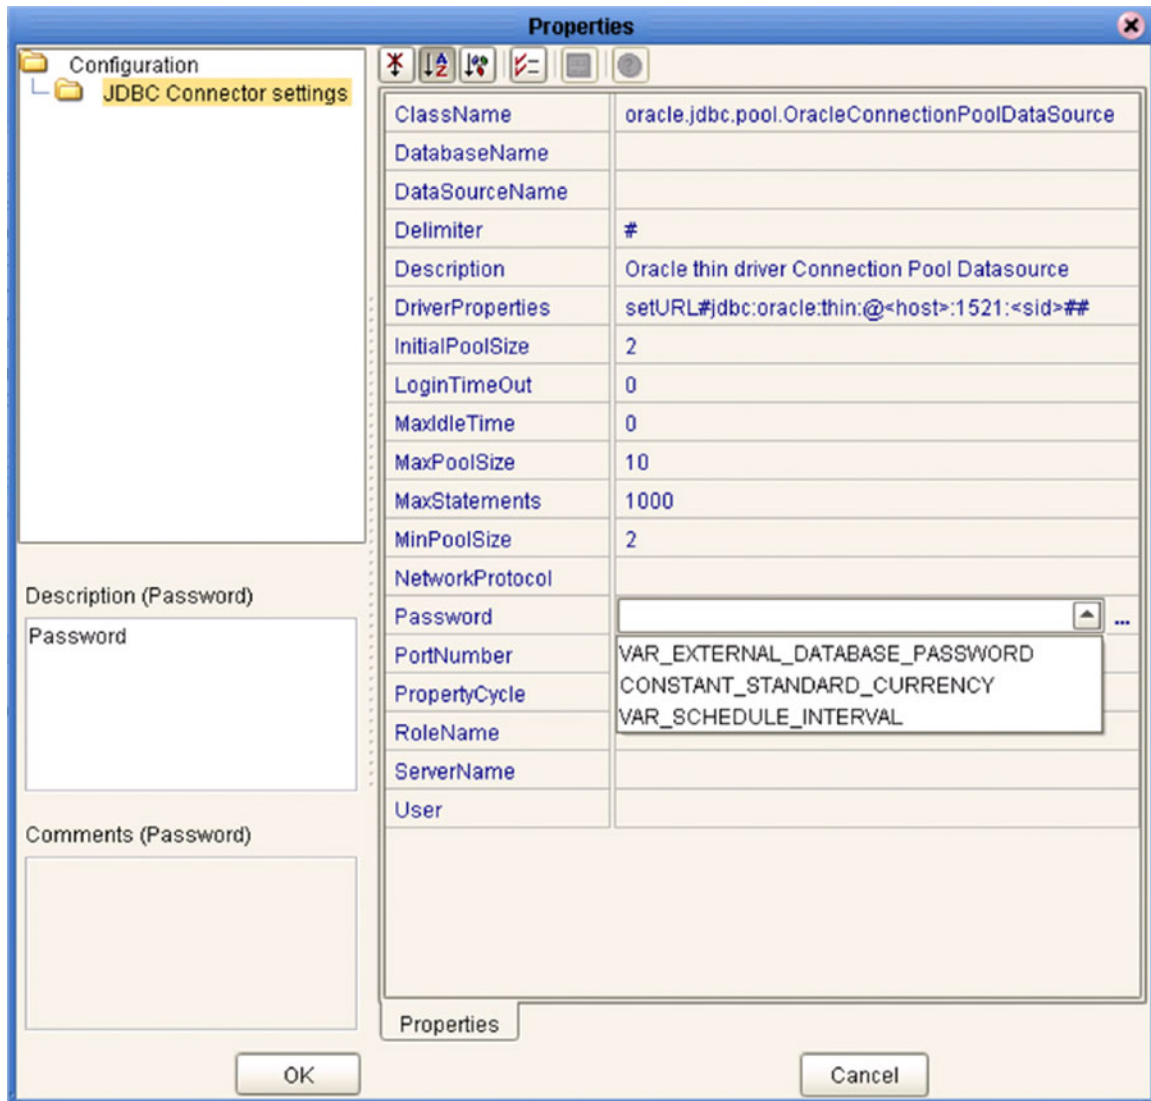 Properties
Configuration
JDBC Connector settings
ClassName oracle.jdbc.pool.OracleConnectionPoolDataSource
DatabaseName
DataSourceName
Delimiter #
Description Oracle thin driver Connection Pool Datasource
DriverProperties setURL#jdbc:oracle:thin:@<host>:1521:<sid>##
InitialPoolSize 2
LoginTimeOut 0
MaxIdleTime 0
MaxPoolSize 10
MaxStatements 1000
MinPoolSize 2
NetworkProtocol
Password ...
PortNumber VAR_EXTERNAL_DATABASE_PASSWORD
PropertyCycle CONSTANT_STANDARD_CURRENCY
RoleName VAR_SCHEDULE_INTERVAL
ServerName
User
Properties
Description (Password)
Password
Comments (Password)
OK
Cancel